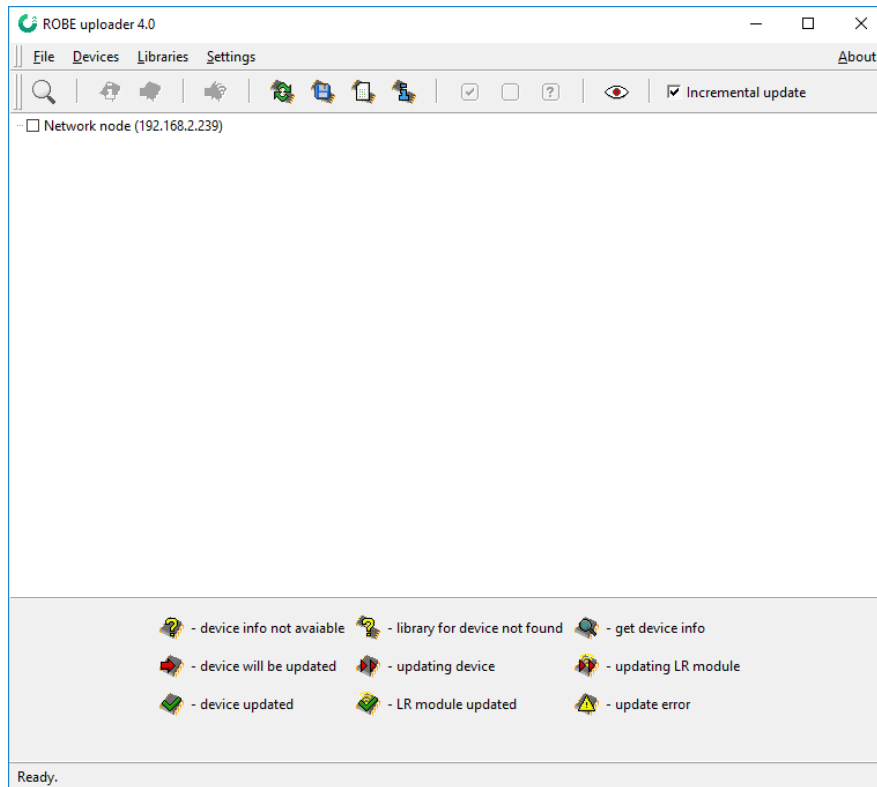 ROBE uploader 4.0
File Devices Libraries Settings About
Incremental update
Network node (192.168.2.239)
- device info not avaiable - library for device not found - get device info
- device will be updated - updating device - updating LR module
- device updated - LR module updated - update error
Ready.